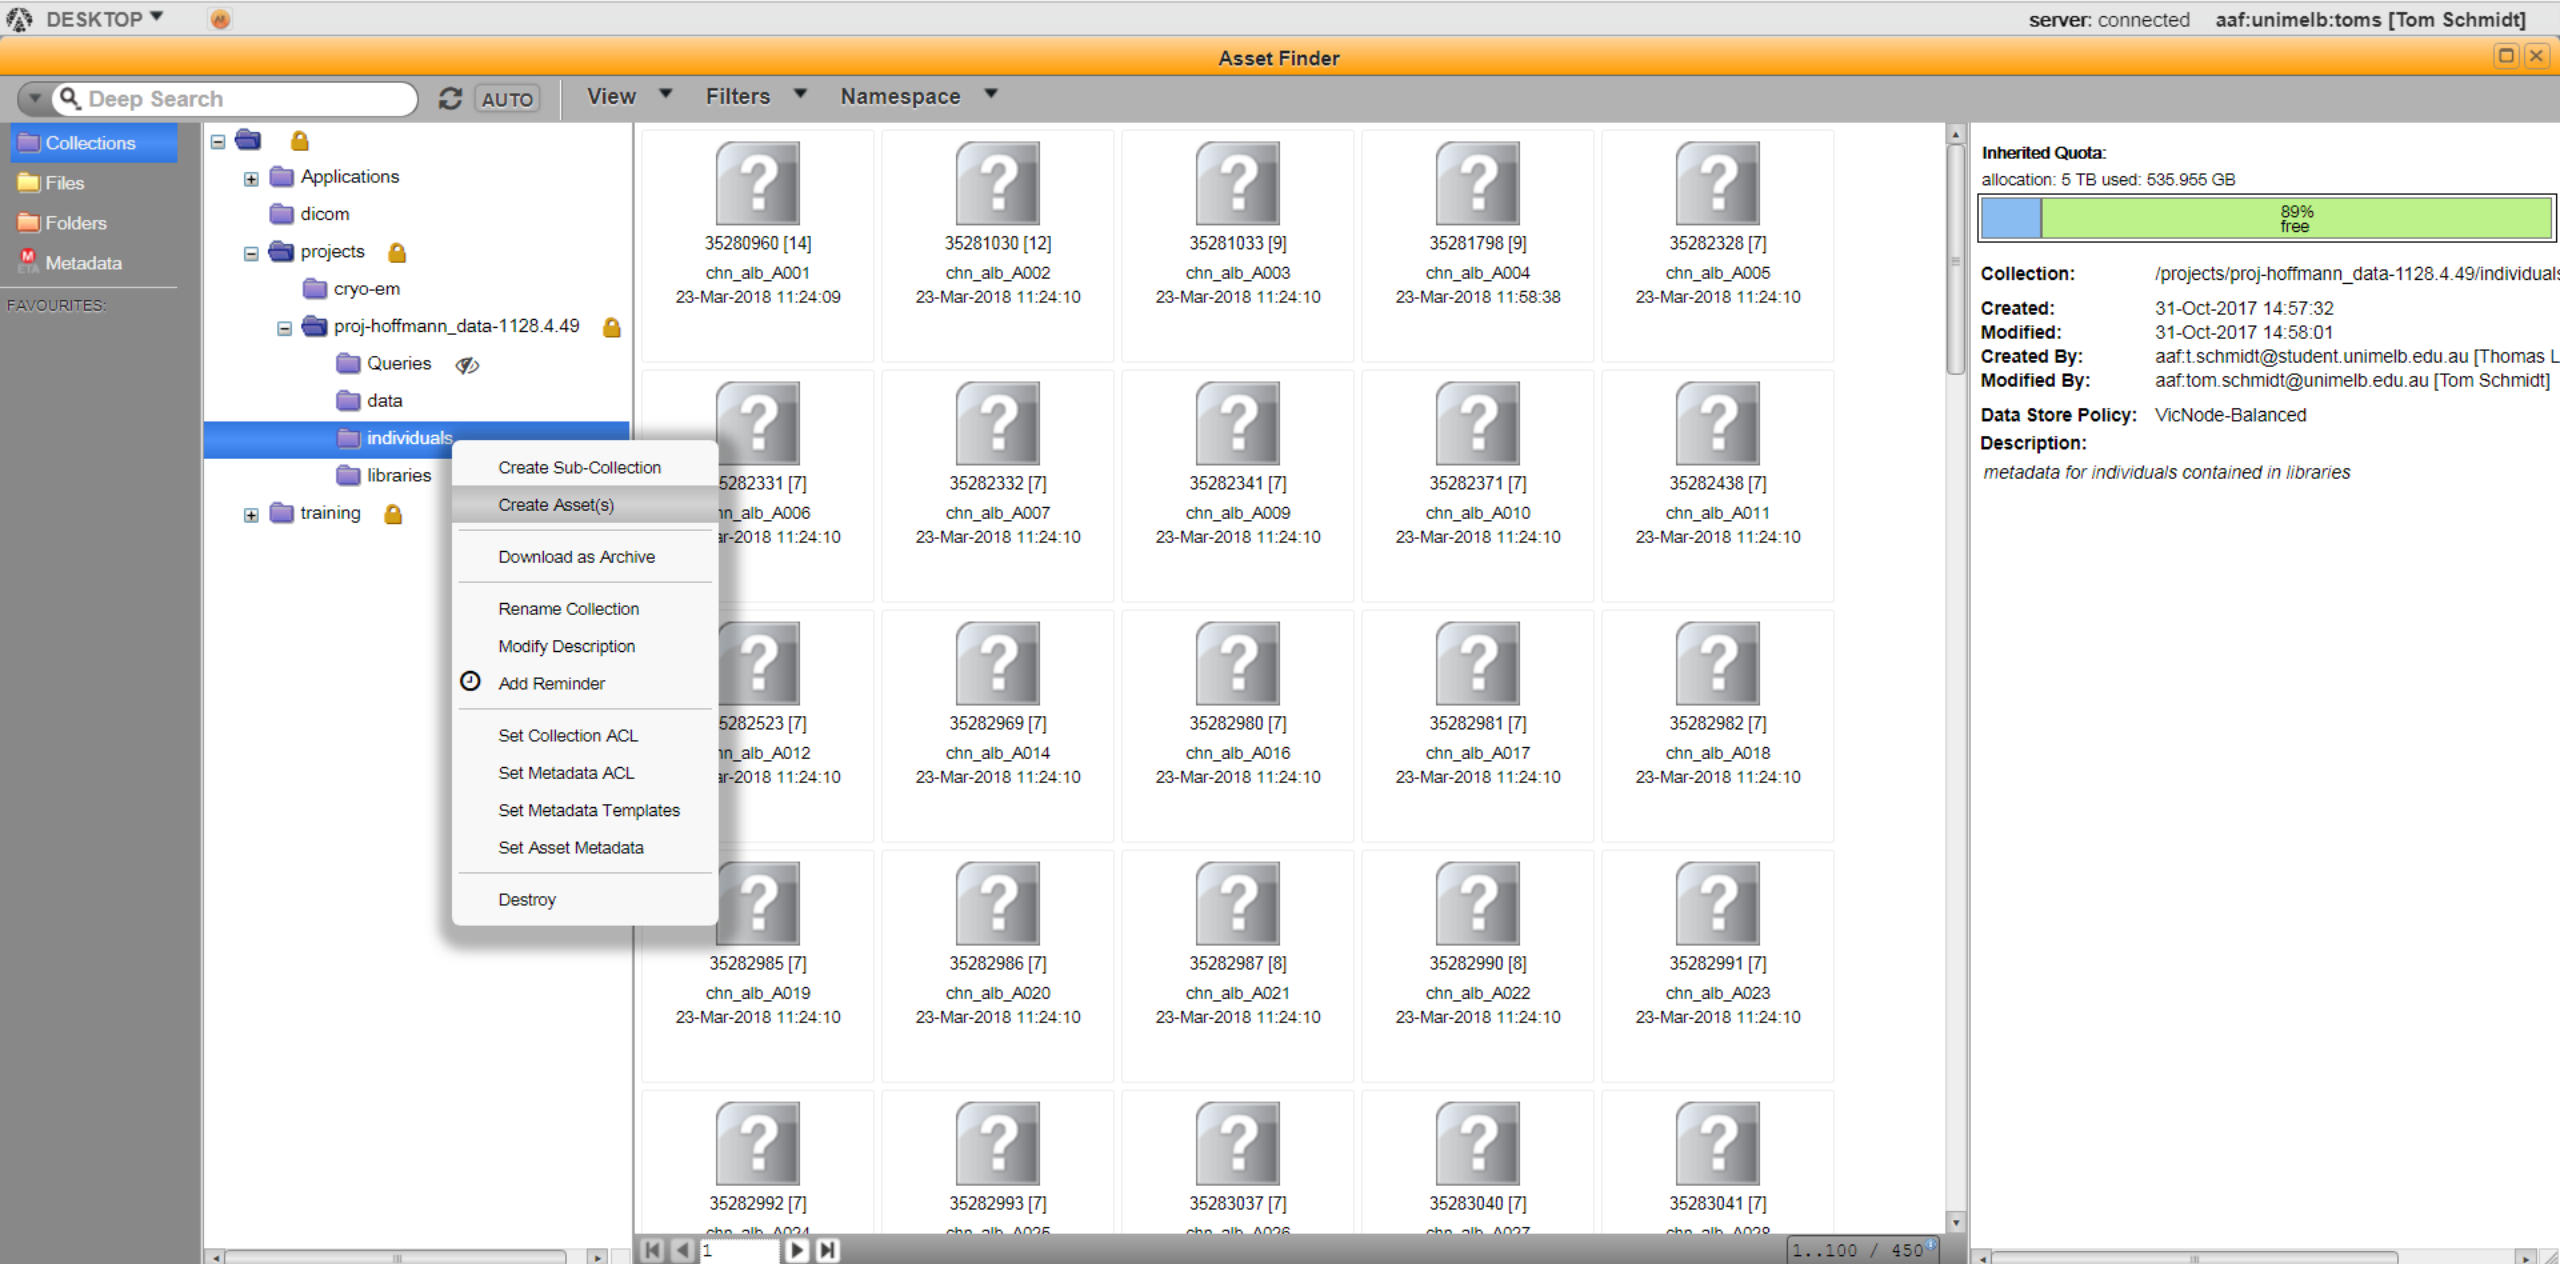 DESKTOP
server: connected aaf:unimelb:toms [Tom Schmidt]
Asset Finder
Deep Search
AUTO
View
Filters
Namespace
Collections
Files
Folders
Metadata
FAVOURITES:
Applications
dicom
projects
cryo-em
proj-hoffmann_data-1128.4.49
Queries
data
individuals
libraries
training
Create Sub-Collection
Create Asset(s)
Download as Archive
Rename Collection
Modify Description
Add Reminder
Set Collection ACL
Set Metadata ACL
Set Metadata Templates
Set Asset Metadata
Destroy
35280960 [14] 35281030 [12] 35281033 [9] 35281798 [9] 35282328 [7]
chn_alb_A001 chn_alb_A002 chn_alb_A003 chn_alb_A004 chn_alb_A005
23-Mar-2018 11:24:09 23-Mar-2018 11:24:10 23-Mar-2018 11:24:10 23-Mar-2018 11:58:38 23-Mar-2018 11:24:10
5282331 [7] 35282332 [7] 35282341 [7] 35282371 [7] 35282438 [7]
hn_alb_A006 chn_alb_A007 chn_alb_A009 chn_alb_A010 chn_alb_A011
ar-2018 11:24:10 23-Mar-2018 11:24:10 23-Mar-2018 11:24:10 23-Mar-2018 11:24:10 23-Mar-2018 11:24:10
5282523 [7] 35282969 [7] 35282980 [7] 35282981 [7] 35282982 [7]
hn_alb_A012 chn_alb_A014 chn_alb_A016 chn_alb_A017 chn_alb_A018
ar-2018 11:24:10 23-Mar-2018 11:24:10 23-Mar-2018 11:24:10 23-Mar-2018 11:24:10 23-Mar-2018 11:24:10
35282985 [7] 35282986 [7] 35282987 [8] 35282990 [8] 35282991 [7]
chn_alb_A019 chn_alb_A020 chn_alb_A021 chn_alb_A022 chn_alb_A023
23-Mar-2018 11:24:10 23-Mar-2018 11:24:10 23-Mar-2018 11:24:10 23-Mar-2018 11:24:10 23-Mar-2018 11:24:10
35282992 [7] 35282993 [7] 35283037 [7] 35283040 [7] 35283041 [7]
chn_alb_A024 chn_alb_A025 chn_alb_A026 chn_alb_A027 chn_alb_A028
1
1..100 / 450
Inherited Quota:
allocation: 5 TB used: 535.955 GB
89%
free
Collection: /projects/proj-hoffmann_data-1128.4.49/individuals
Created: 31-Oct-2017 14:57:32
Modified: 31-Oct-2017 14:58:01
Created By: aaf:t.schmidt@student.unimelb.edu.au [Thomas L
Modified By: aaf:tom.schmidt@unimelb.edu.au [Tom Schmidt]
Data Store Policy: VicNode-Balanced
Description:
metadata for individuals contained in libraries